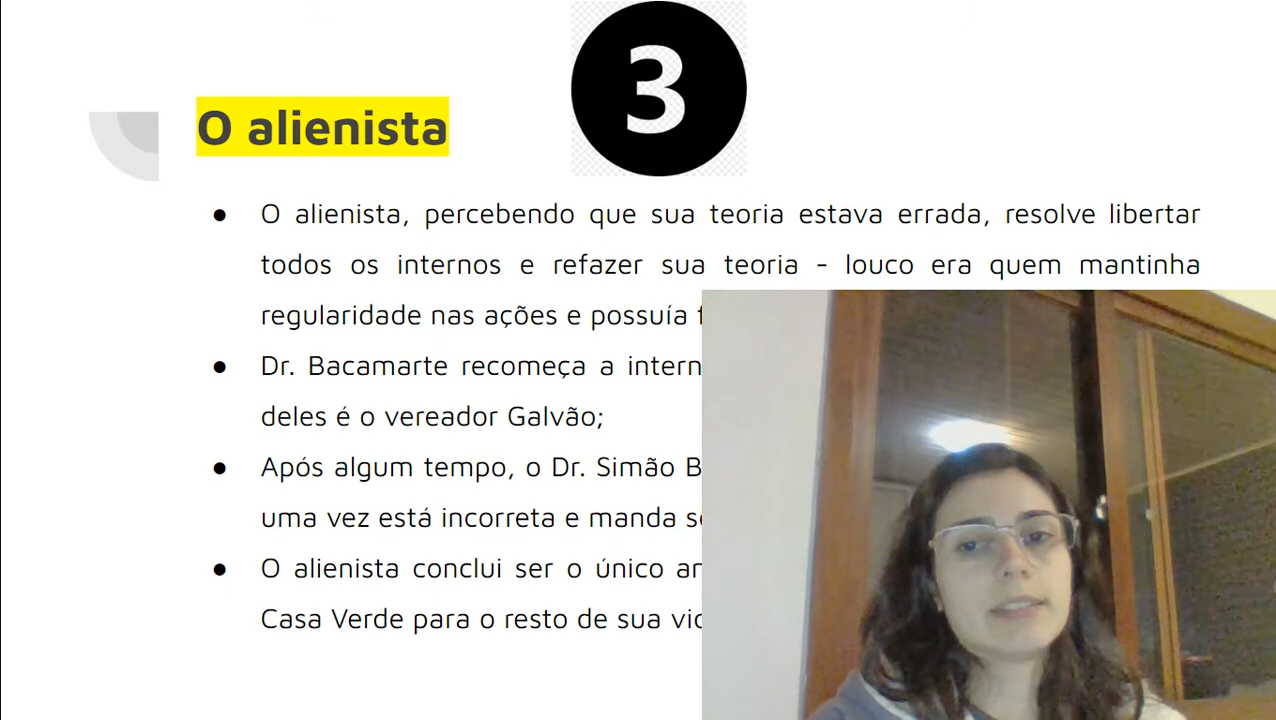 3
O alienista
● O alienista, percebendo que sua teoria estava errada, resolve libertar
todos os internos e refazer sua teoria - louco era quem mantinha
regularidade nas ações e possuía
● Dr. Bacamarte recomeça a intern
deles é o vereador Galvão;
● Após algum tempo, o Dr. Simão B
uma vez está incorreta e manda s
● O alienista conclui ser o único a
Casa Verde para o resto de sua vi